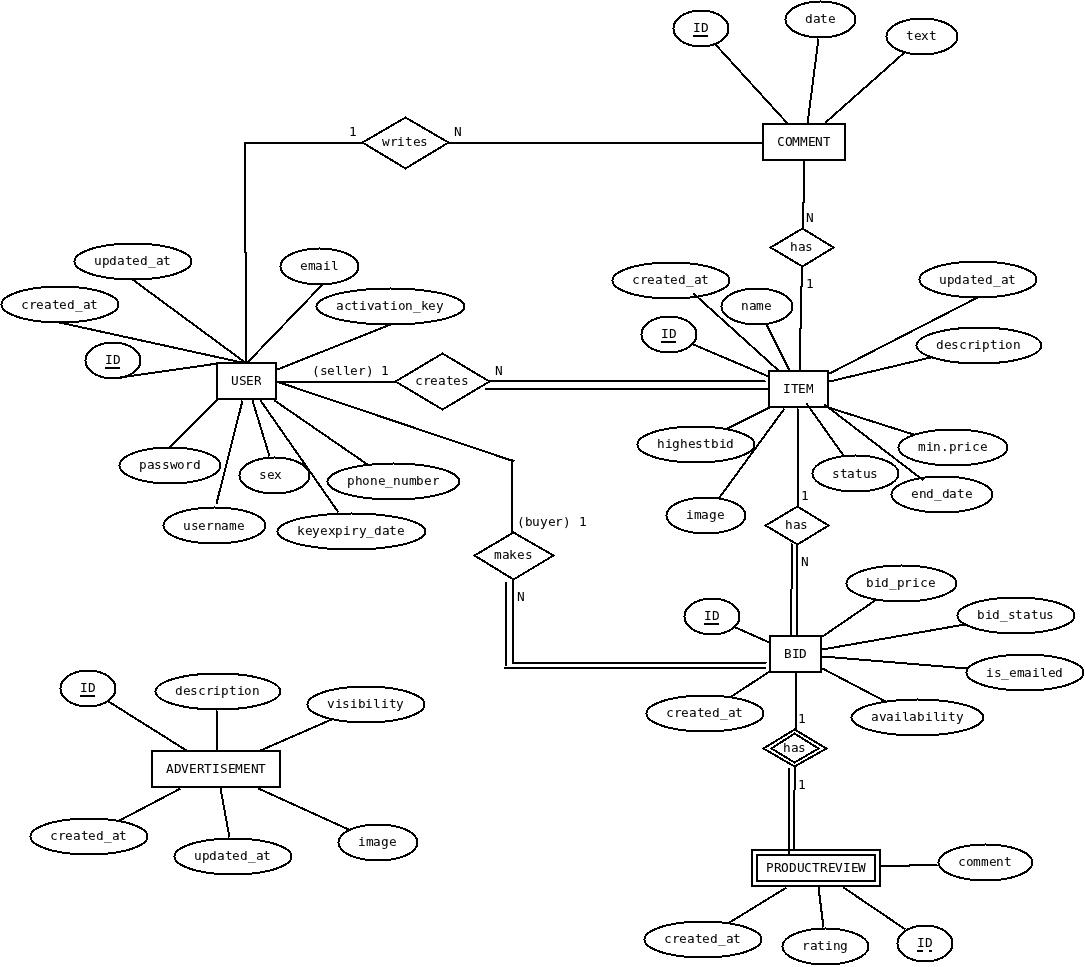 ID
date
text
1
writes
N
COMMENT
N
has
1
updated_at
email
created_at
activation_key
ID
USER
(seller) 1
creates
N
created_at
name
updated_at
ID
description
ITEM
password
sex
phone_number
username
keyexpiry_date
highestbid
image
status
min.price
end_date
1
has
N
(buyer) 1
makes
N
ID
bid_price
bid_status
BID
is_emailed
created_at
availability
1
has
1
ID
description
visibility
ADVERTISEMENT
created_at
updated_at
image
PRODUCTREVIEW
comment
created_at
rating
ID